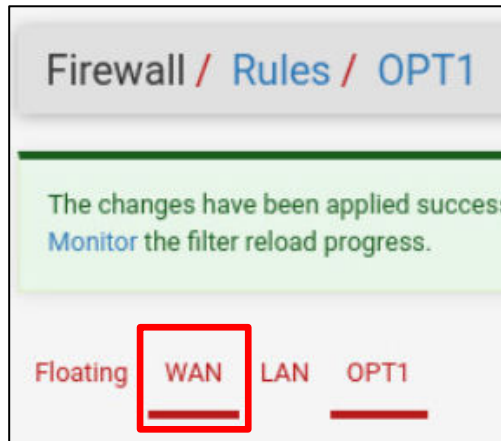 Firewall / Rules / OPT1
The changes have been applied success
Monitor the filter reload progress.
Floating WAN LAN OPT1